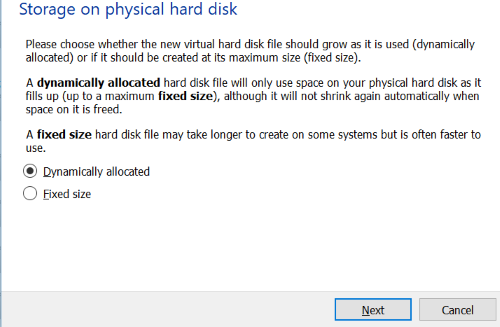 Storage on physical hard disk
Please choose whether the new virtual hard disk file should grow as it is used (dynamically
allocated) or if it should be created at its maximum size (fixed size).
A dynamically allocated hard disk file will only use space on your physical hard disk as it
fills up (up to a maximum fixed size), although it will not shrink again automatically when
space on it is freed.
A fixed size hard disk file may take longer to create on some systems but is often faster to
use.
Dynamically allocated
Fixed size
Next
Cancel